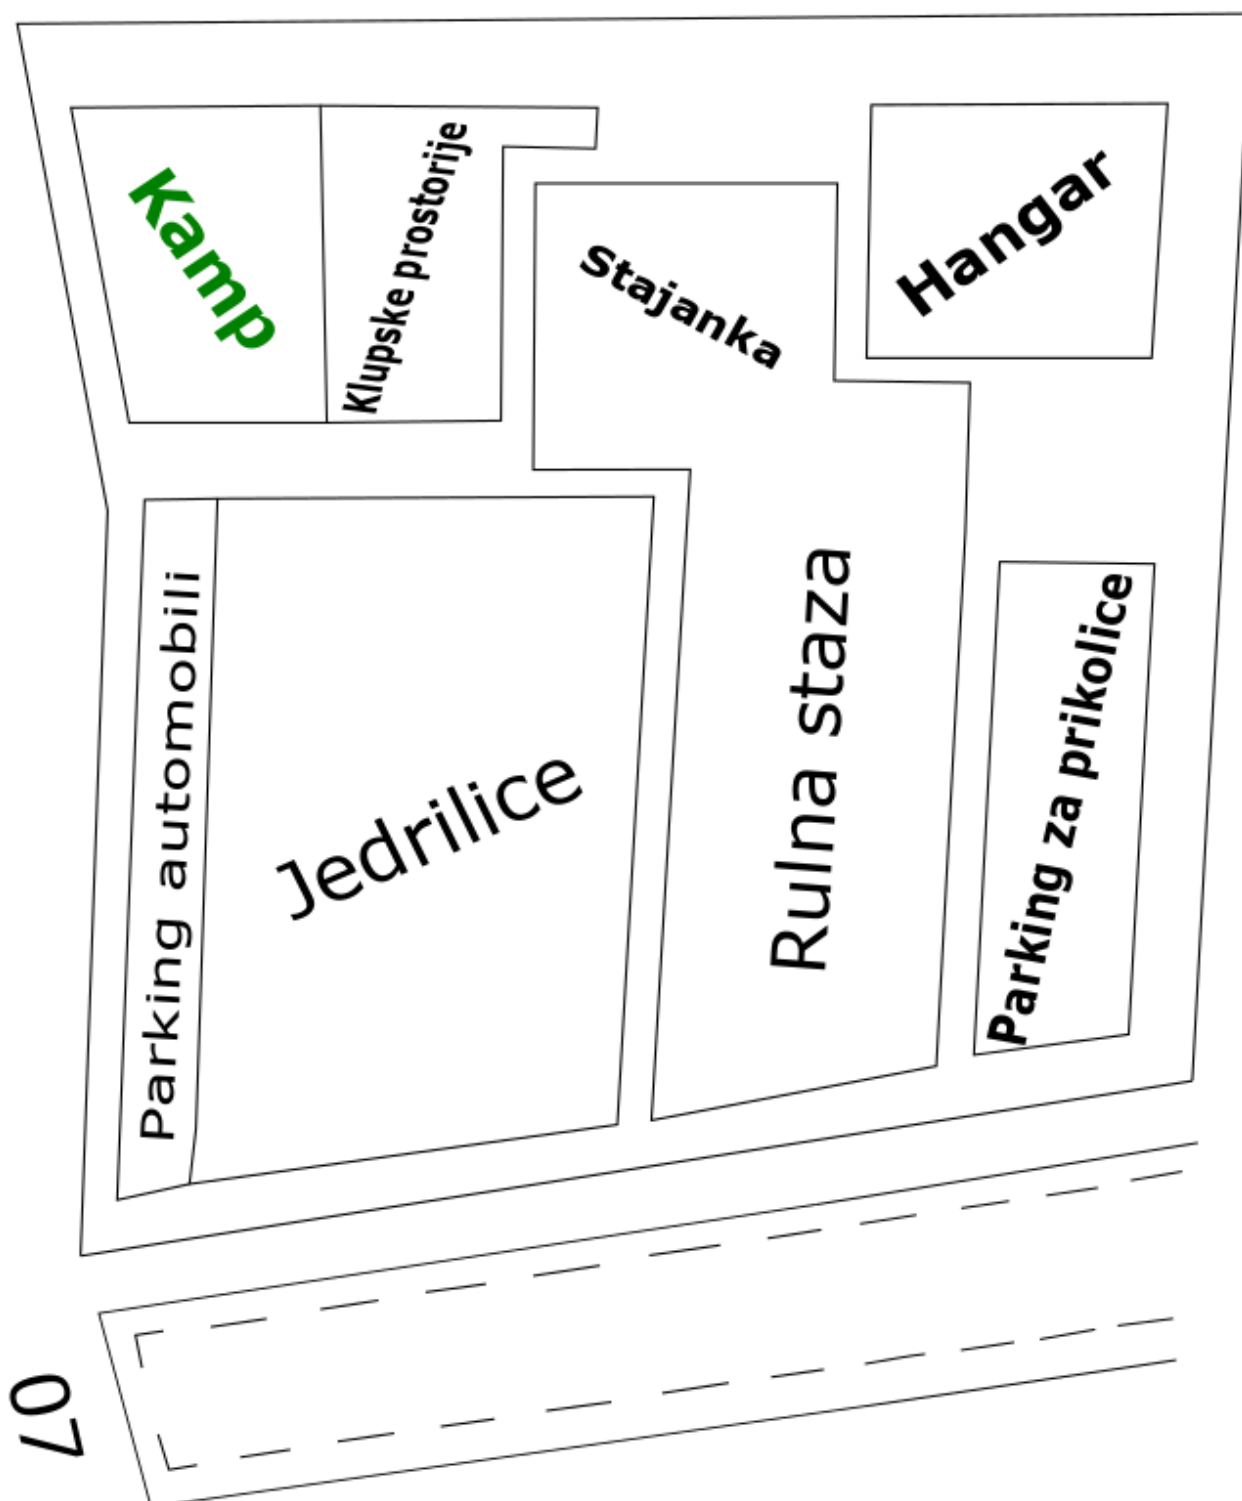 Kamp
Klupske prostorije
Stajanka
Hangar
Parking automobili
Jedrilice
Rulna staza
Parking za prikolice
07